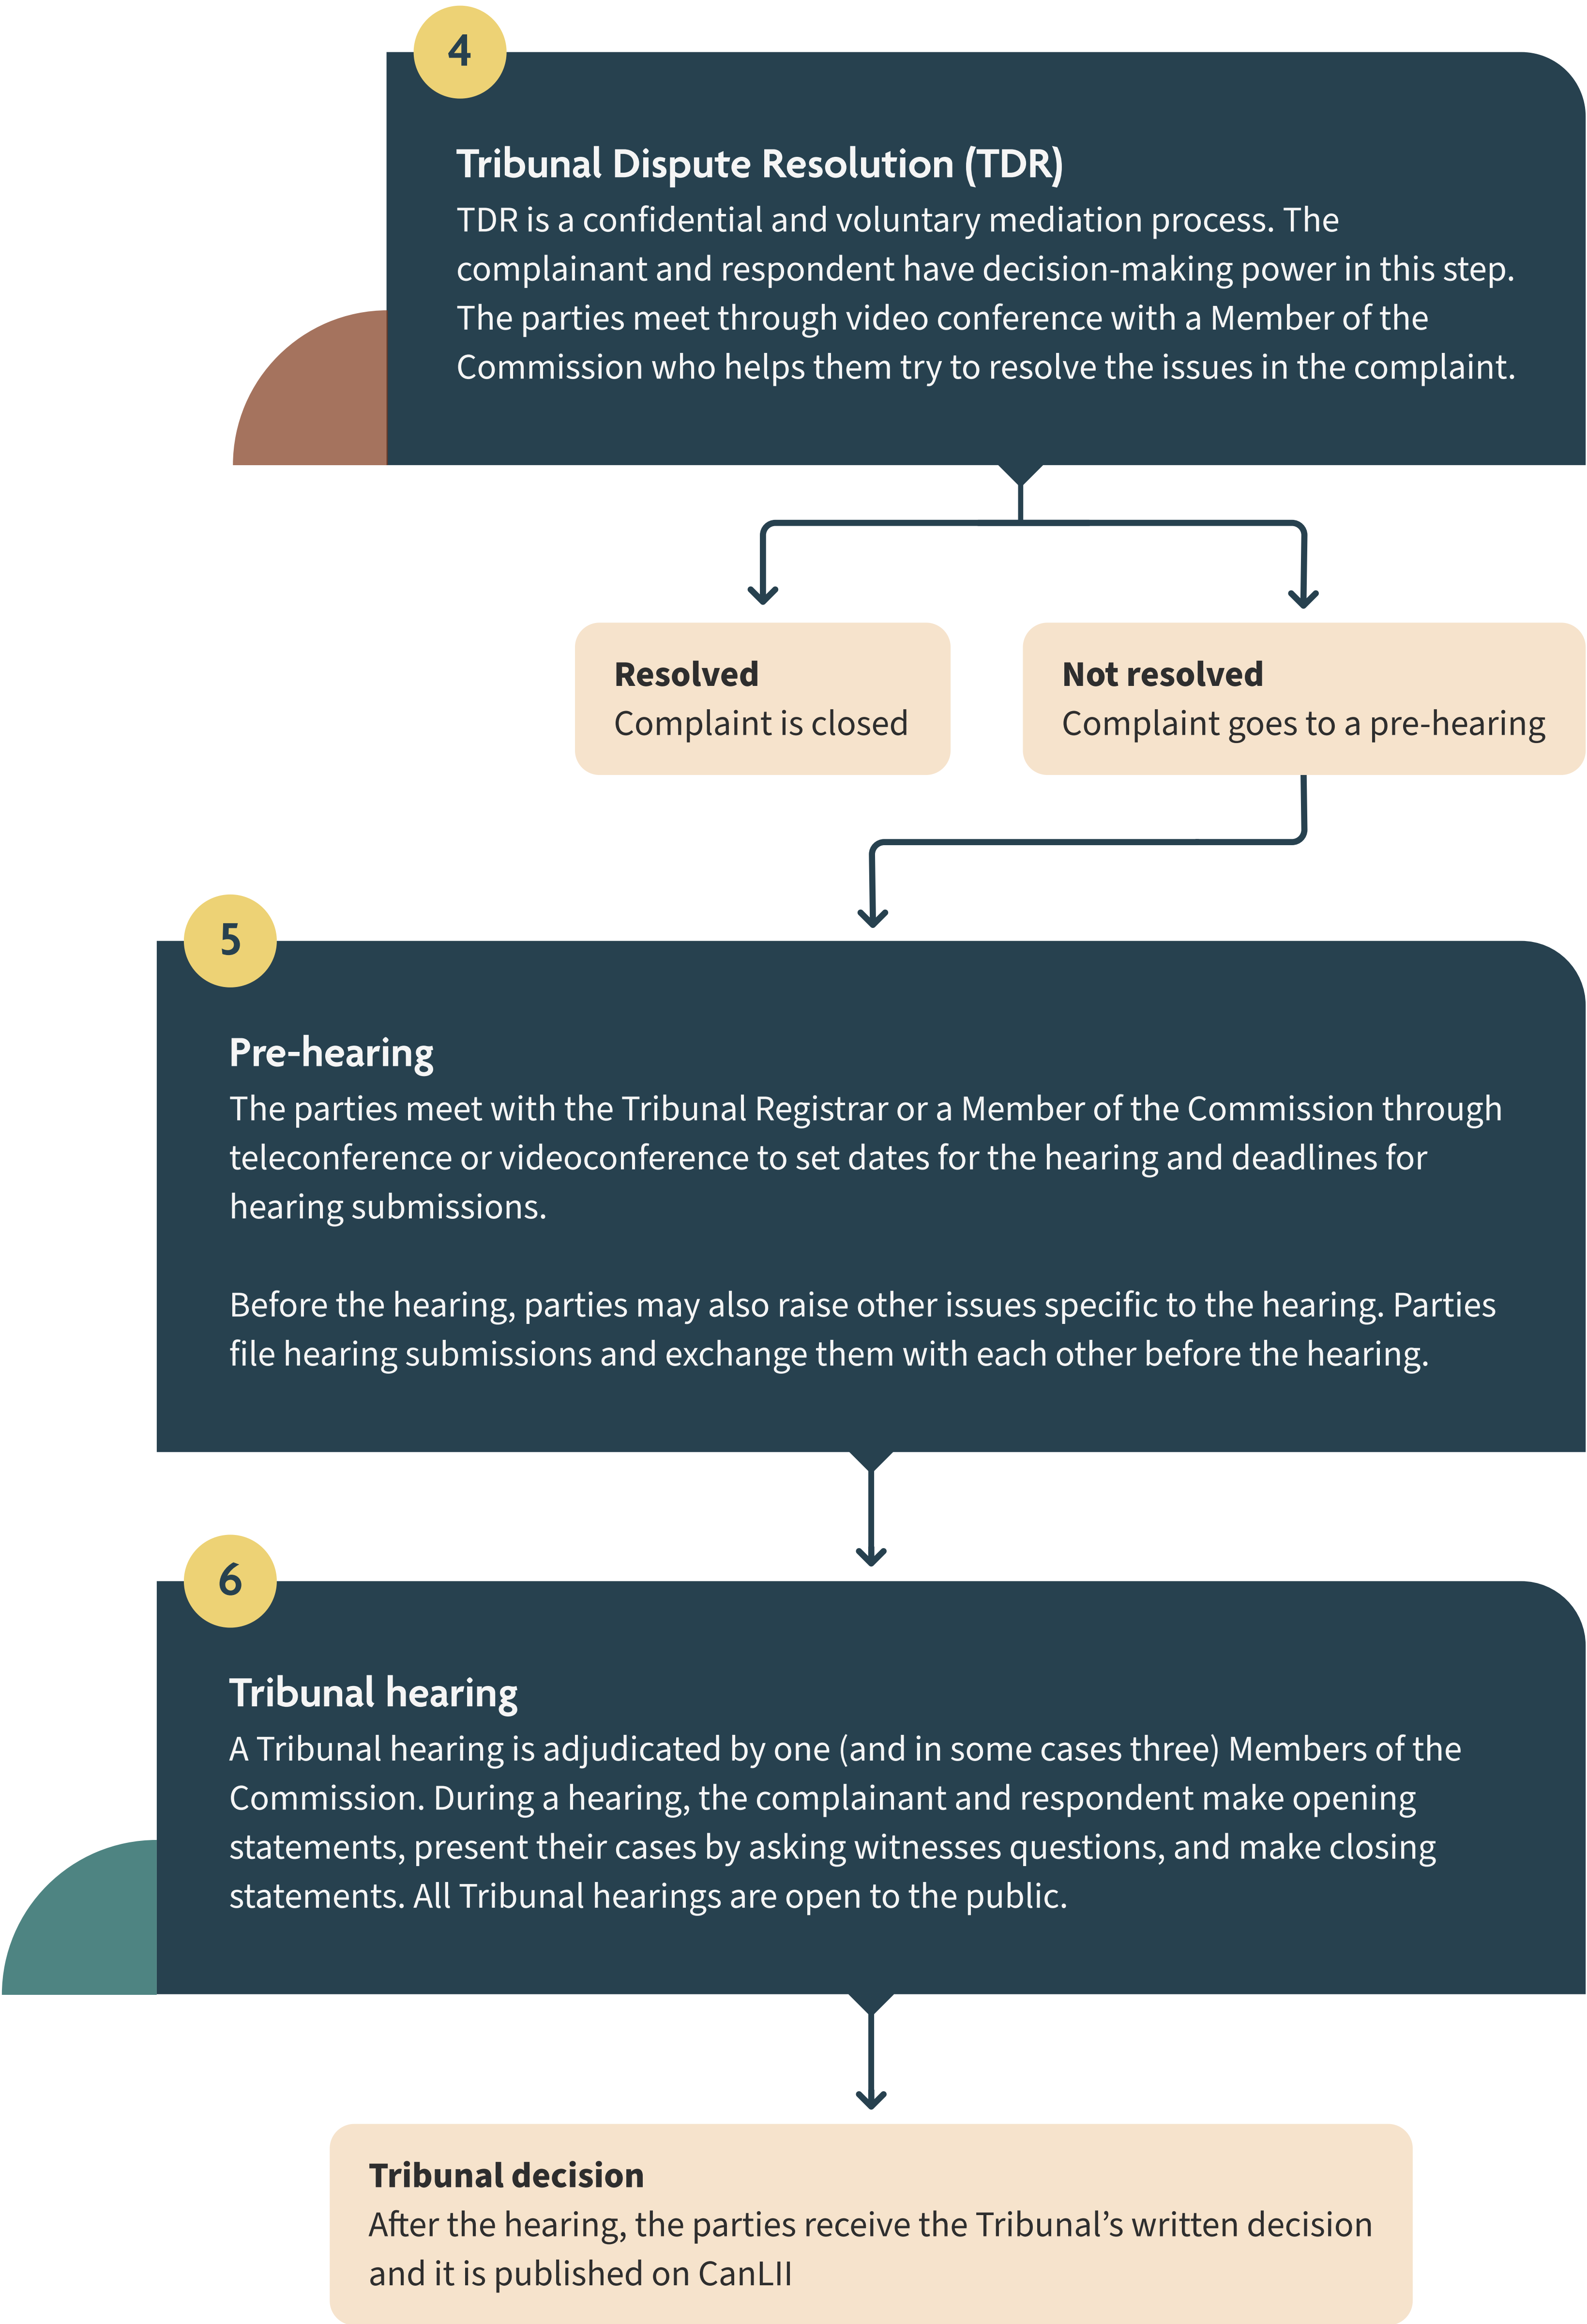 4
Tribunal Dispute Resolution (TDR)
TDR is a confidential and voluntary mediation process. The
complainant and respondent have decision-making power in this step.
The parties meet through video conference with a Member of the
Commission who helps them try to resolve the issues in the complaint.
Resolved
Complaint is closed
Not resolved
Complaint goes to a pre-hearing
5
Pre-hearing
The parties meet with the Tribunal Registrar or a Member of the Commission through
teleconference or videoconference to set dates for the hearing and deadlines for
hearing submissions.
Before the hearing, parties may also raise other issues specific to the hearing. Parties
file hearing submissions and exchange them with each other before the hearing.
6
Tribunal hearing
A Tribunal hearing is adjudicated by one (and in some cases three) Members of the
Commission. During a hearing, the complainant and respondent make opening
statements, present their cases by asking witnesses questions, and make closing
statements. All Tribunal hearings are open to the public.
Tribunal decision
After the hearing, the parties receive the Tribunal’s written decision
and it is published on CanLII